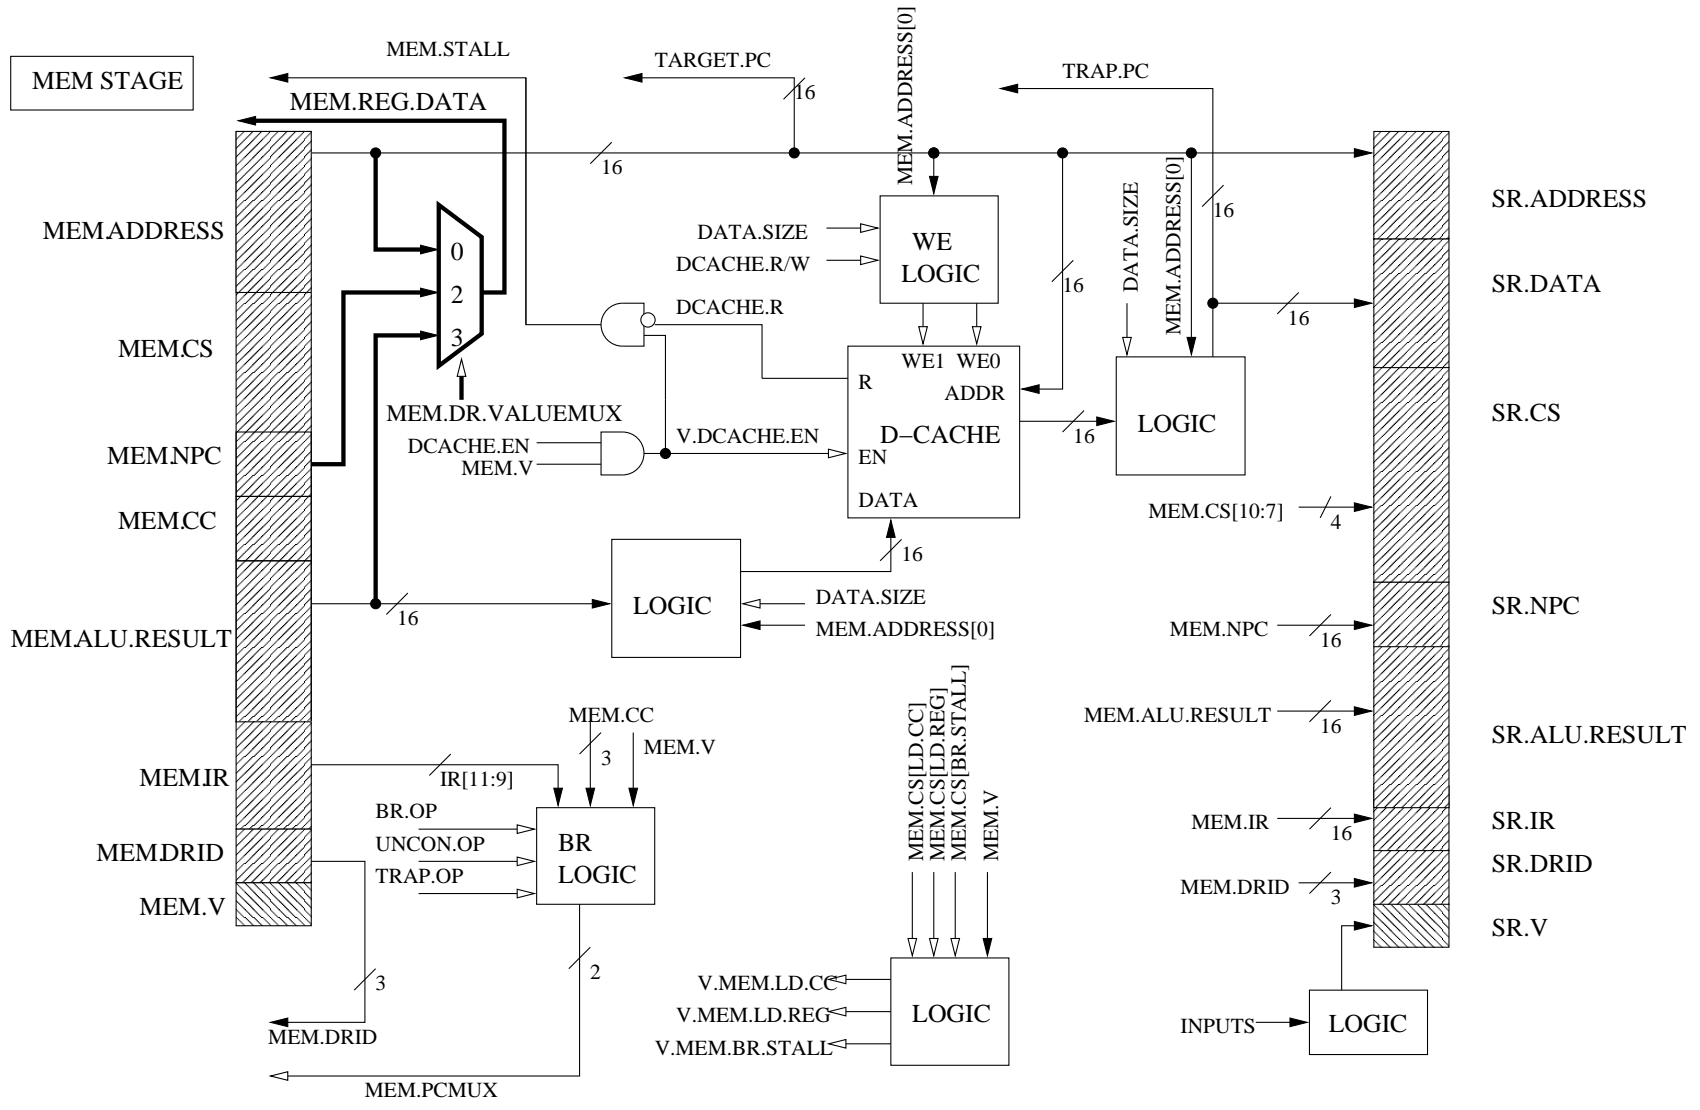 MEM STAGE
MEM.STALL
TARGET.PC
MEM.ADDRESS[0]
TRAP.PC
MEM.REG.DATA
16
16
MEM.ADDRESS
0
2
3
MEM.DR.VALUEMUX
DATA.SIZE
DCACHE.R/W
WE
LOGIC
16
DATA.SIZE
MEM.ADDRESS[0]
16
16
SR.ADDRESS
SR.DATA
MEM.CS
DCACHE.R
WE1 WE0
R
ADDR
D-CACHE
EN
DATA
16
LOGIC
SR.CS
DCACHE.EN
MEM.V
V.DCACHE.EN
MEM.NPC
MEM.CC
MEM.CS[10:7]
4
16
LOGIC
DATA.SIZE
MEM.ADDRESS[0]
16
MEM.ALU.RESULT
MEM.NPC
16
SR.NPC
MEM.ALU.RESULT
16
SR.ALU.RESULT
MEM.CC
3
MEM.V
MEM.IR
IR[11:9]
BR.OP
UNCON.OP
TRAP.OP
BR
LOGIC
MEM.CS[LD.CC]
MEM.CS[LD.REG]
MEM.CS[BR.STALL]
MEM.V
MEM.IR
16
SR.IR
MEM.DRID
MEM.DRID
3
SR.DRID
MEM.V
SR.V
3
MEM.DRID
2
MEM.PCMUX
V.MEM.LD.CC
V.MEM.LD.REG
V.MEM.BR.STALL
LOGIC
INPUTS
LOGIC